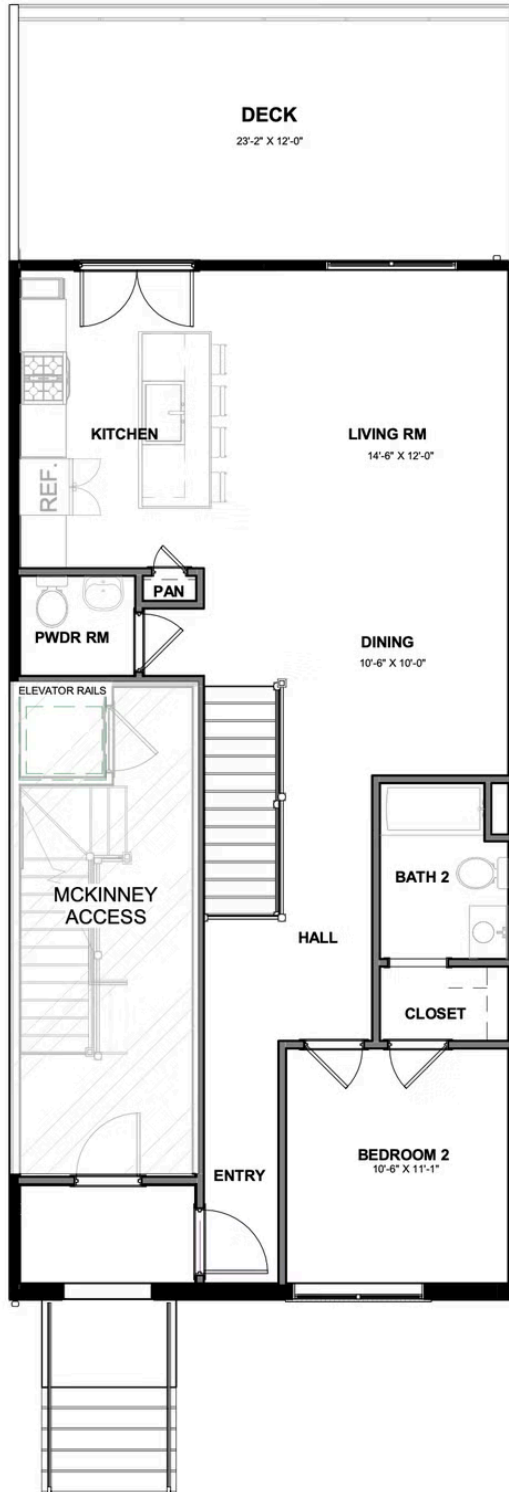 DECK
23'-2" X 12'-0"
KITCHEN
LIVING RM
14'-6" X 12'-0"
REF.
PAN
PWDR RM
DINING
10'-6" X 10'-0"
ELEVATOR RAILS
MCKINNEY
ACCESS
BATH 2
HALL
CLOSET
ENTRY
BEDROOM 2
10'-6" X 11'-1"